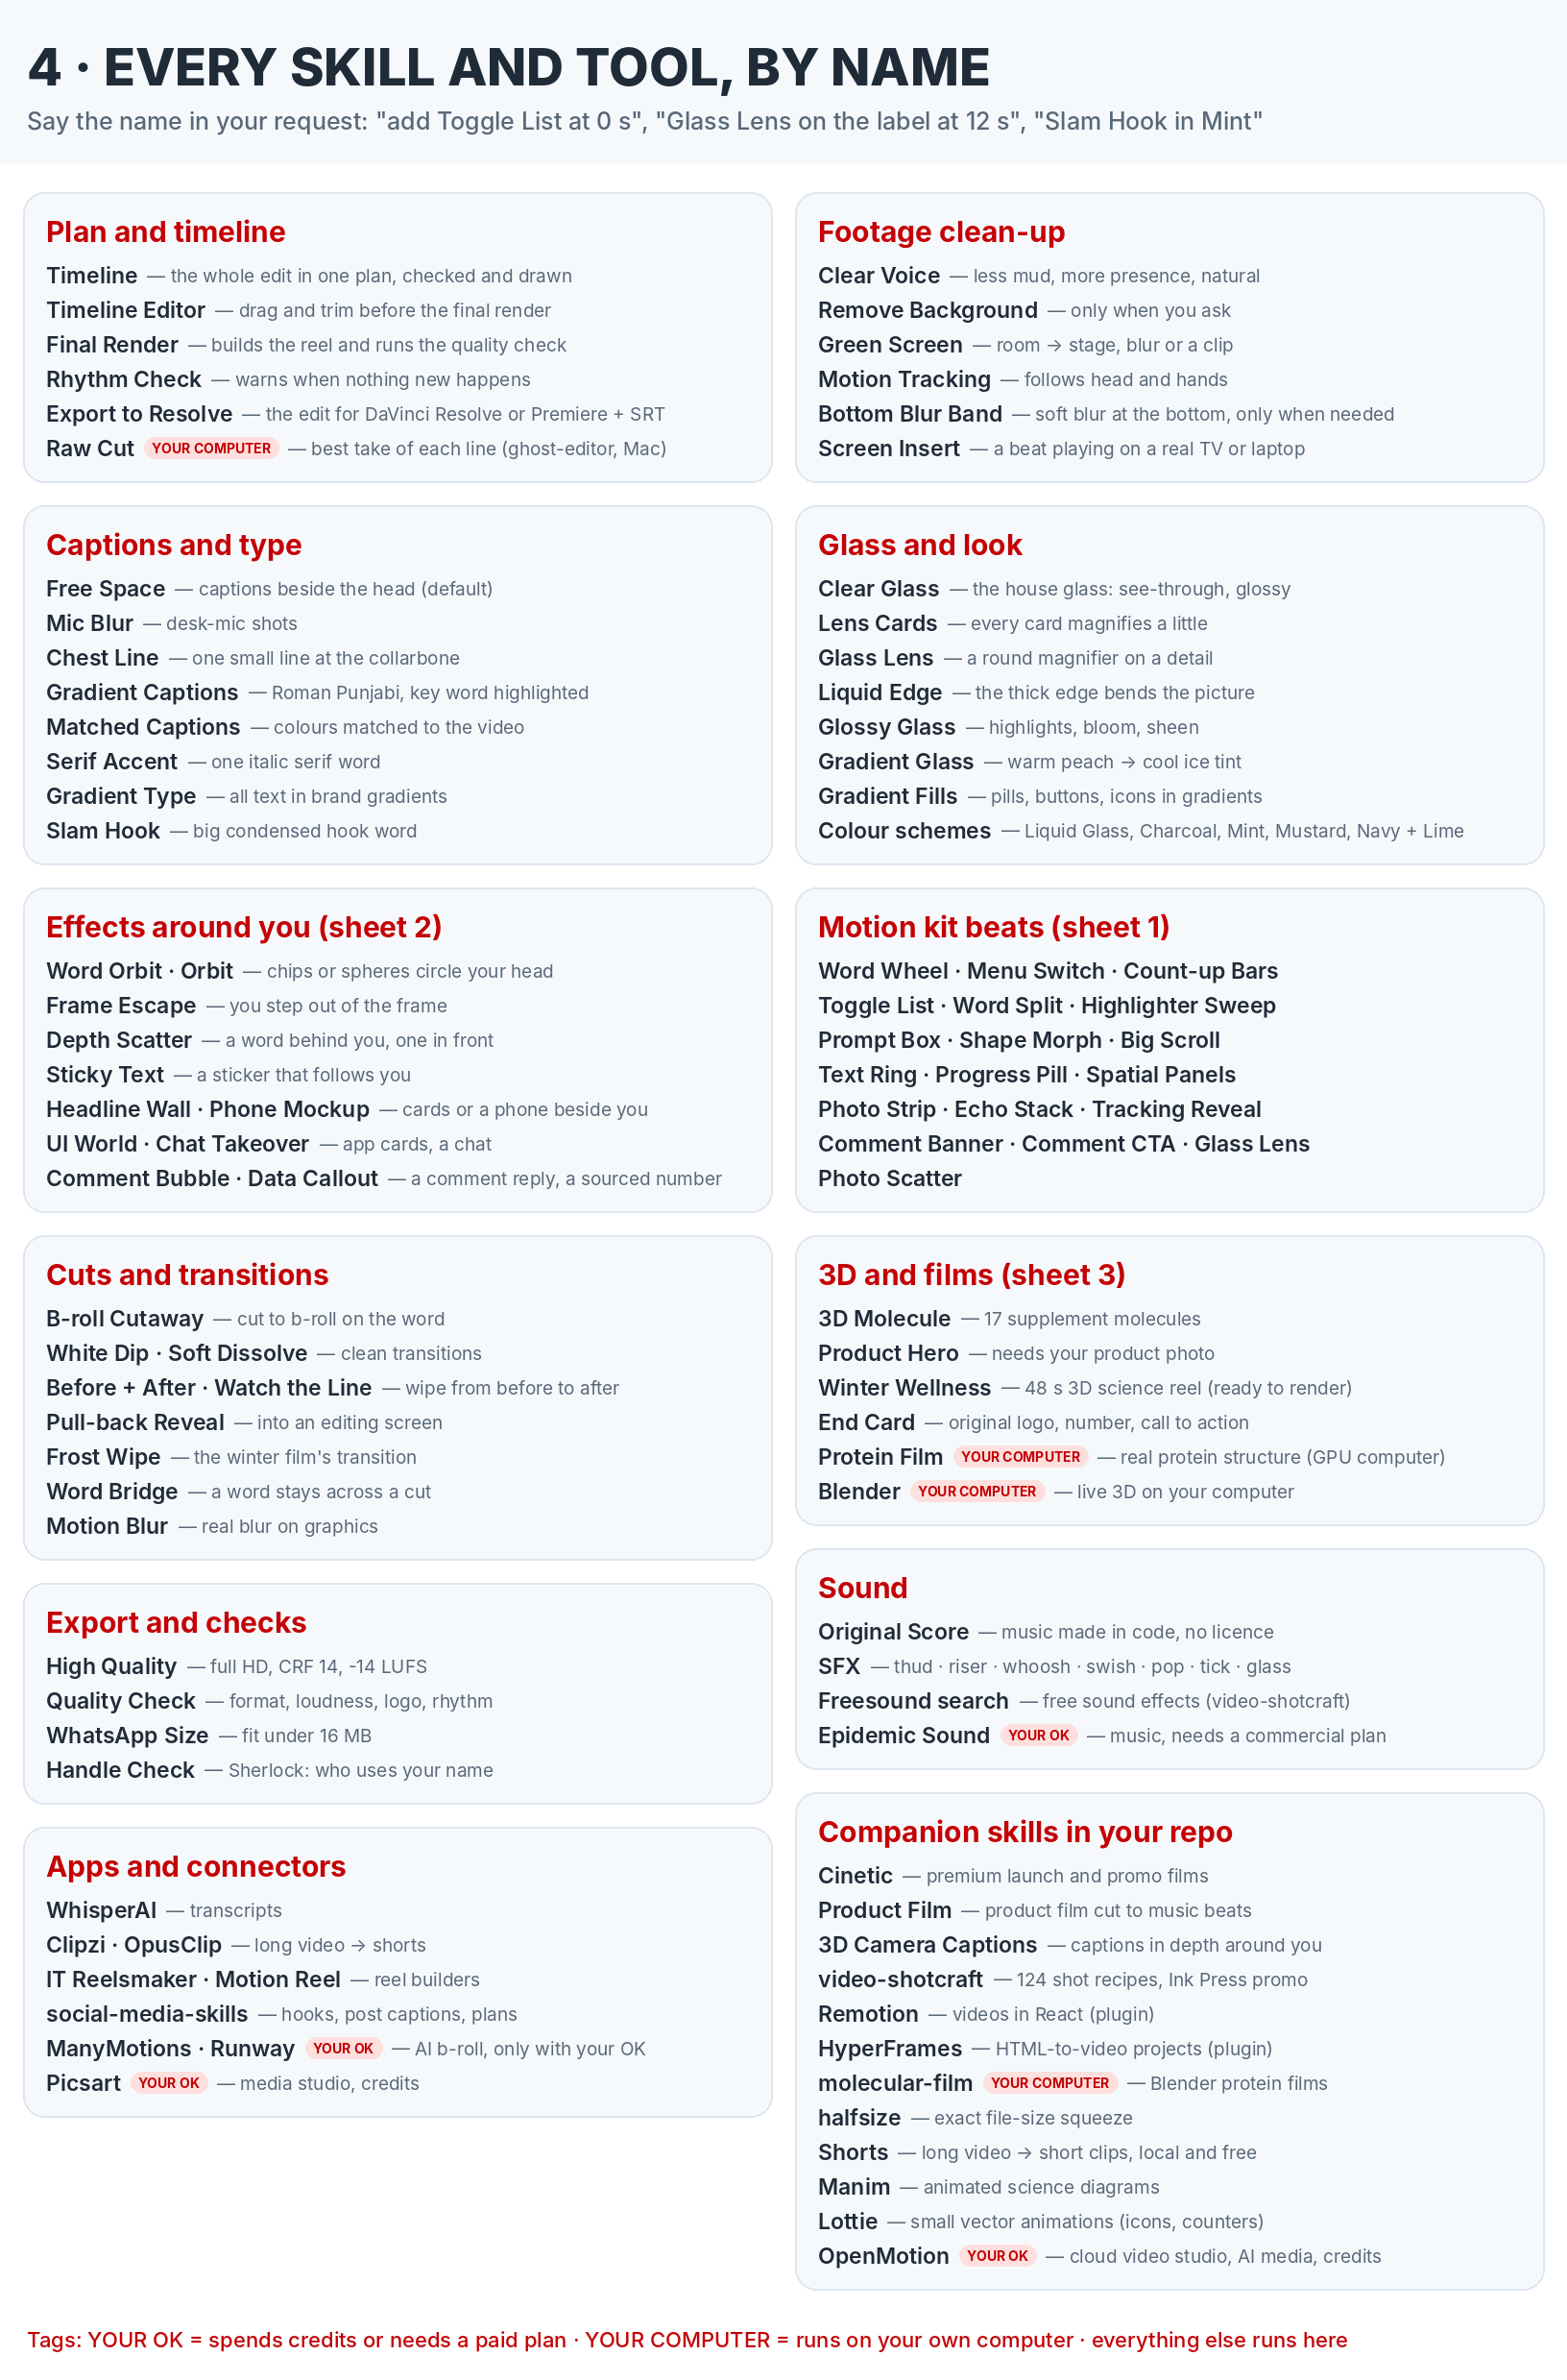 4 · EVERY SKILL AND TOOL, BY NAME
Say the name in your request: "add Toggle List at 0 s", "Glass Lens on the label at 12 s", "Slam Hook in Mint"
Plan and timeline
Timeline — the whole edit in one plan, checked and drawn
Timeline Editor — drag and trim before the final render
Final Render — builds the reel and runs the quality check
Rhythm Check — warns when nothing new happens
Export to Resolve — the edit for DaVinci Resolve or Premiere + SRT
Raw Cut YOUR COMPUTER — best take of each line (ghost-editor, Mac)
Captions and type
Free Space — captions beside the head (default)
Mic Blur — desk-mic shots
Chest Line — one small line at the collarbone
Gradient Captions — Roman Punjabi, key word highlighted
Matched Captions — colours matched to the video
Serif Accent — one italic serif word
Gradient Type — all text in brand gradients
Slam Hook — big condensed hook word
Effects around you (sheet 2)
Word Orbit · Orbit — chips or spheres circle your head
Frame Escape — you step out of the frame
Depth Scatter — a word behind you, one in front
Sticky Text — a sticker that follows you
Headline Wall · Phone Mockup — cards or a phone beside you
UI World · Chat Takeover — app cards, a chat
Comment Bubble · Data Callout — a comment reply, a sourced number
Cuts and transitions
B-roll Cutaway — cut to b-roll on the word
White Dip · Soft Dissolve — clean transitions
Before + After · Watch the Line — wipe from before to after
Pull-back Reveal — into an editing screen
Frost Wipe — the winter film's transition
Word Bridge — a word stays across a cut
Motion Blur — real blur on graphics
Export and checks
High Quality — full HD, CRF 14, -14 LUFS
Quality Check — format, loudness, logo, rhythm
WhatsApp Size — fit under 16 MB
Handle Check — Sherlock: who uses your name
Apps and connectors
WhisperAI — transcripts
Clipzi · OpusClip — long video → shorts
IT Reelsmaker · Motion Reel — reel builders
social-media-skills — hooks, post captions, plans
ManyMotions · Runway YOUR OK — AI b-roll, only with your OK
Picsart YOUR OK — media studio, credits
Footage clean-up
Clear Voice — less mud, more presence, natural
Remove Background — only when you ask
Green Screen — room → stage, blur or a clip
Motion Tracking — follows head and hands
Bottom Blur Band — soft blur at the bottom, only when needed
Screen Insert — a beat playing on a real TV or laptop
Glass and look
Clear Glass — the house glass: see-through, glossy
Lens Cards — every card magnifies a little
Glass Lens — a round magnifier on a detail
Liquid Edge — the thick edge bends the picture
Glossy Glass — highlights, bloom, sheen
Gradient Glass — warm peach → cool ice tint
Gradient Fills — pills, buttons, icons in gradients
Colour schemes — Liquid Glass, Charcoal, Mint, Mustard, Navy + Lime
Motion kit beats (sheet 1)
Word Wheel · Menu Switch · Count-up Bars
Toggle List · Word Split · Highlighter Sweep
Prompt Box · Shape Morph · Big Scroll
Text Ring · Progress Pill · Spatial Panels
Photo Strip · Echo Stack · Tracking Reveal
Comment Banner · Comment CTA · Glass Lens
Photo Scatter
3D and films (sheet 3)
3D Molecule — 17 supplement molecules
Product Hero — needs your product photo
Winter Wellness — 48 s 3D science reel (ready to render)
End Card — original logo, number, call to action
Protein Film YOUR COMPUTER — real protein structure (GPU computer)
Blender YOUR COMPUTER — live 3D on your computer
Sound
Original Score — music made in code, no licence
SFX — thud · riser · whoosh · swish · pop · tick · glass
Freesound search — free sound effects (video-shotcraft)
Epidemic Sound YOUR OK — music, needs a commercial plan
Companion skills in your repo
Cinetic — premium launch and promo films
Product Film — product film cut to music beats
3D Camera Captions — captions in depth around you
video-shotcraft — 124 shot recipes, Ink Press promo
Remotion — videos in React (plugin)
HyperFrames — HTML-to-video projects (plugin)
molecular-film YOUR COMPUTER — Blender protein films
halfsize — exact file-size squeeze
Shorts — long video → short clips, local and free
Manim — animated science diagrams
Lottie — small vector animations (icons, counters)
OpenMotion YOUR OK — cloud video studio, AI media, credits
Tags: YOUR OK = spends credits or needs a paid plan · YOUR COMPUTER = runs on your own computer · everything else runs here